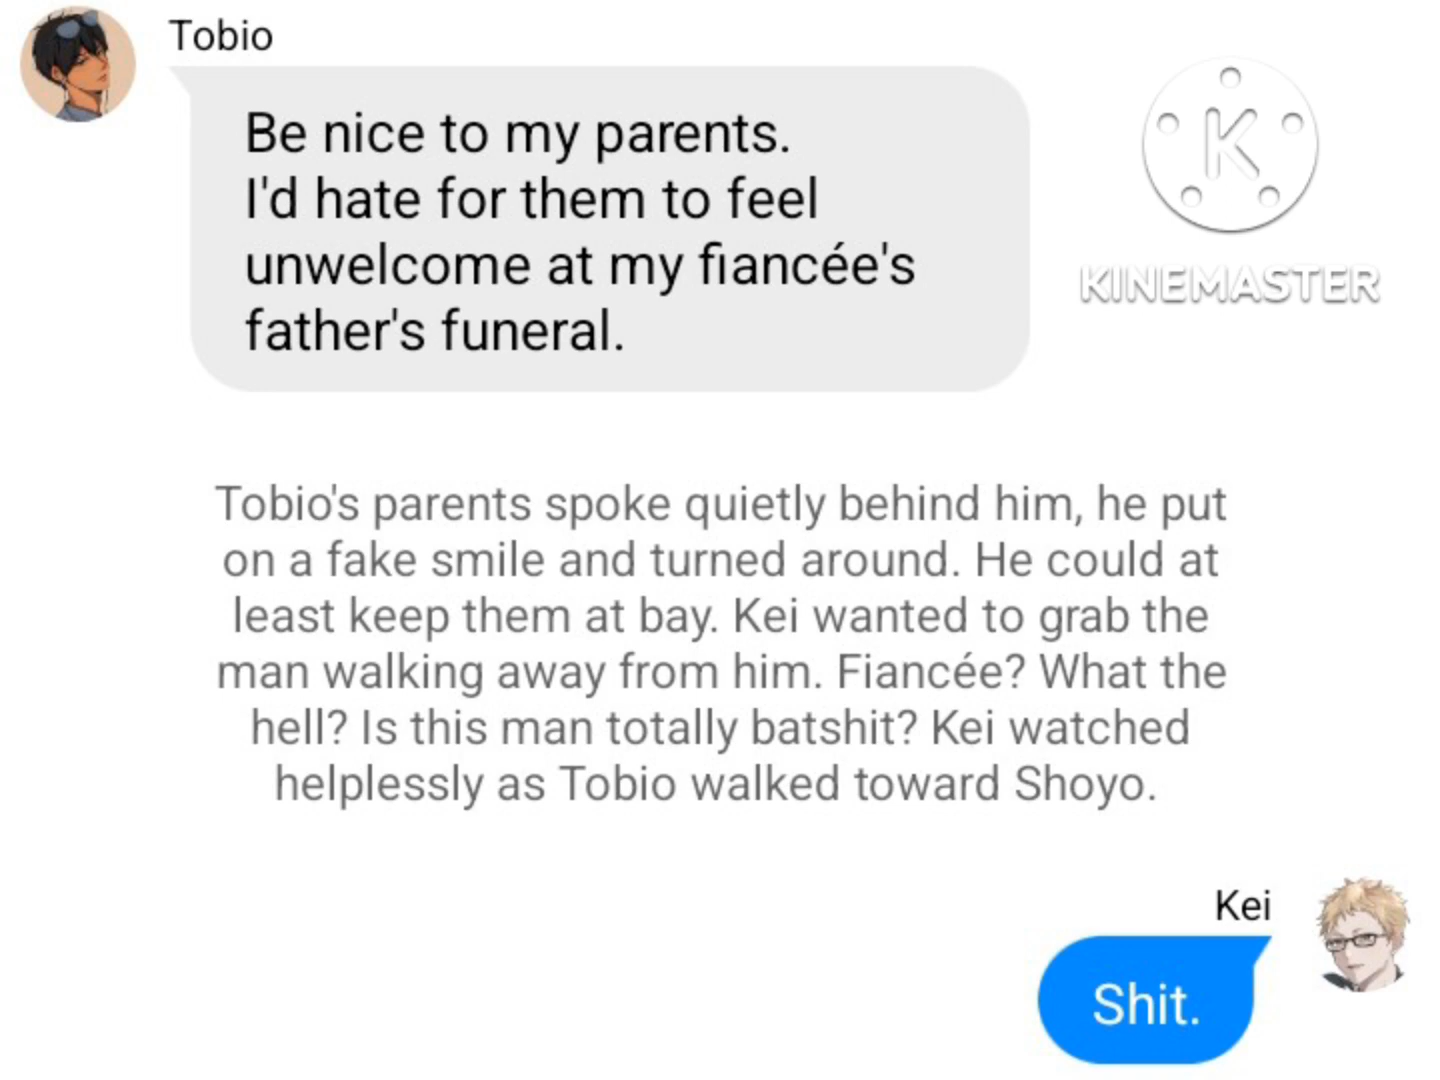 Tobio
Be nice to my parents.
I'd hate for them to feel
unwelcome at my fiancée's
father's funeral.
K
KINEMASTER
Tobio's parents spoke quietly behind him, he put
on a fake smile and turned around. He could at
least keep them at bay. Kei wanted to grab the
man walking away from him. Fiancée? What the
hell? Is this man totally batshit? Kei watched
helplessly as Tobio walked toward Shoyo.
Kei
Shit.